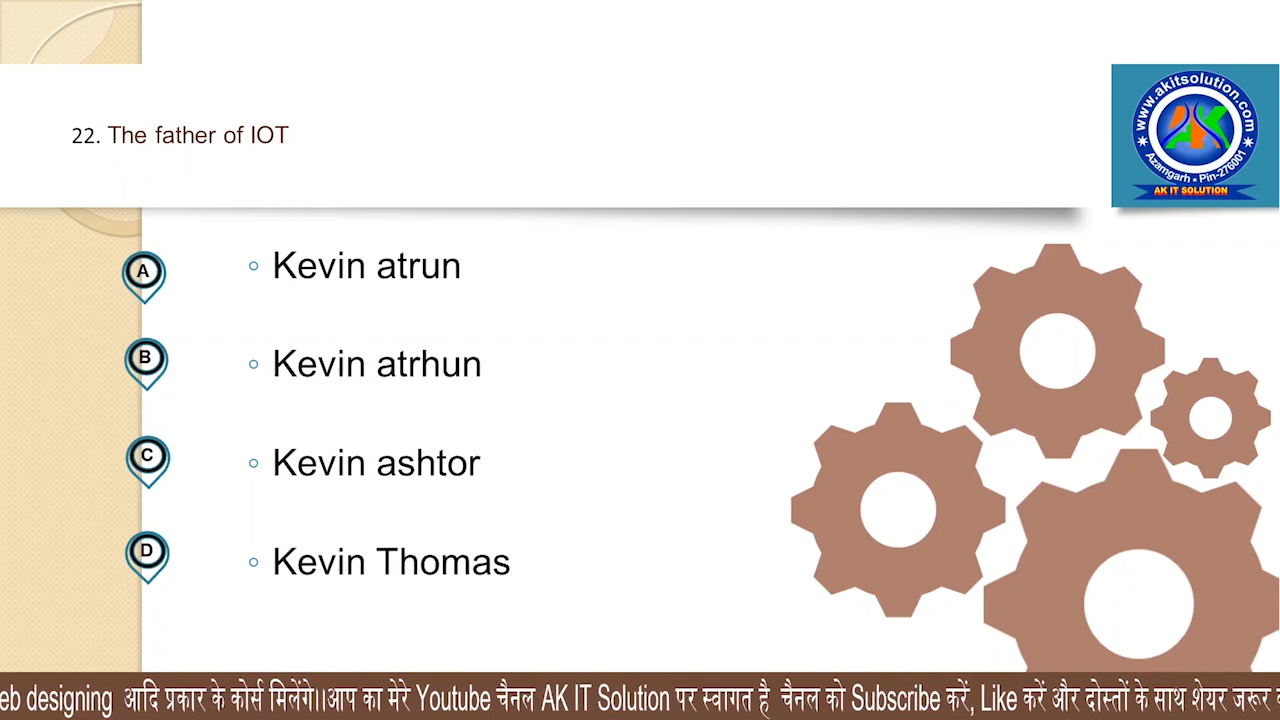 22. The father of IOT
www.akitsolution.com
Azamgarh • Pin-276001
AK
AK IT SOLUTION
A
Kevin atrun
B
Kevin atrhun
C
Kevin ashtor
D
Kevin Thomas
eb designing आदि प्रकार के कोर्स मिलेंगे।।आप का मेरे Youtube चैनल AK IT Solution पर स्वागत है चैनल को Subscribe करें, Like करें और दोस्तों के साथ शेयर जरूर